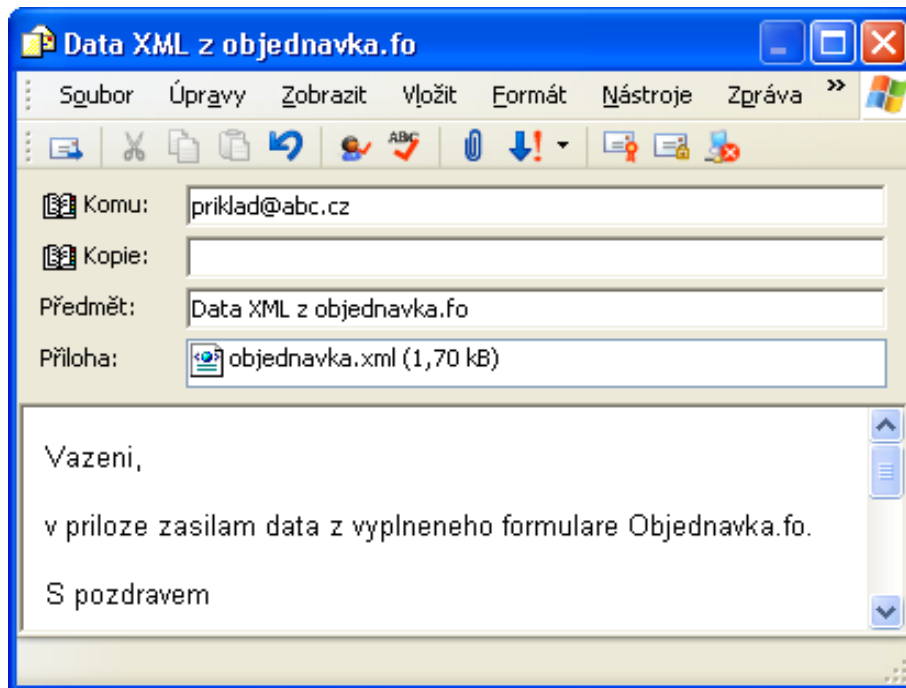 Data XML z objednavka.fo
Soubor Úpravy Zobrazit Vložit Formát Nástroje Zpráva »
ABC
Komu: priklad@abc.cz
Kopie:
Předmět: Data XML z objednavka.fo
Příloha: objednavka.xml (1,70 kB)
Vazeni,
v priloze zasilam data z vyplneneho formulare Objednavka.fo.
S pozdravem